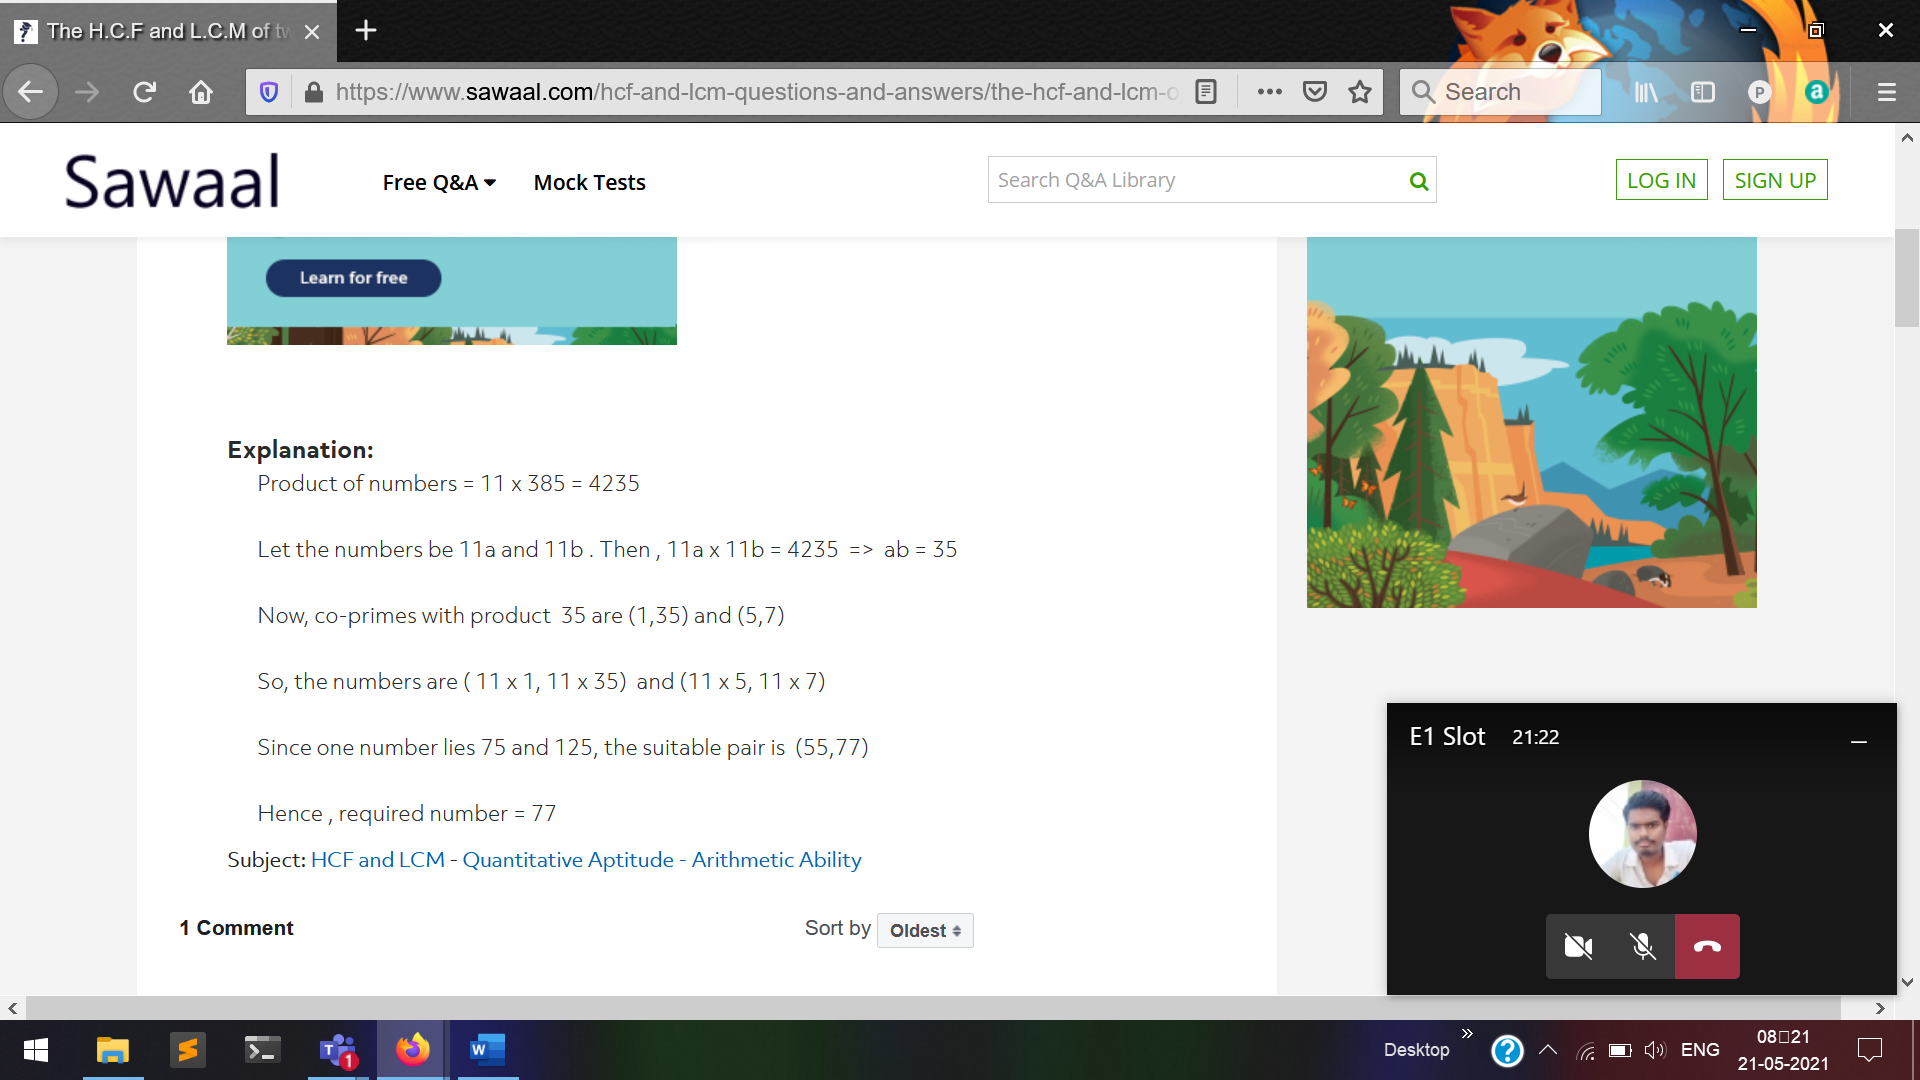 The H.C.F and L.C.M of tw
https://www.sawaal.com/hcf-and-lcm-questions-and-answers/the-hcf-and-lcm-o
Search
P
a
Sawaal
Free Q&A
Mock Tests
Search Q&A Library
LOG IN
SIGN UP
Learn for free
Explanation:
Product of numbers = 11 x 385 = 4235
Let the numbers be 11a and 11b . Then , 11a x 11b = 4235 => ab = 35
Now, co-primes with product 35 are (1,35) and (5,7)
So, the numbers are ( 11 x 1, 11 x 35) and (11 x 5, 11 x 7)
Since one number lies 75 and 125, the suitable pair is (55,77)
Hence , required number = 77
Subject: HCF and LCM - Quantitative Aptitude - Arithmetic Ability
1 Comment
Sort by Oldest
E1 Slot 21:22
Desktop
ENG
08□21
21-05-2021
T
1
W